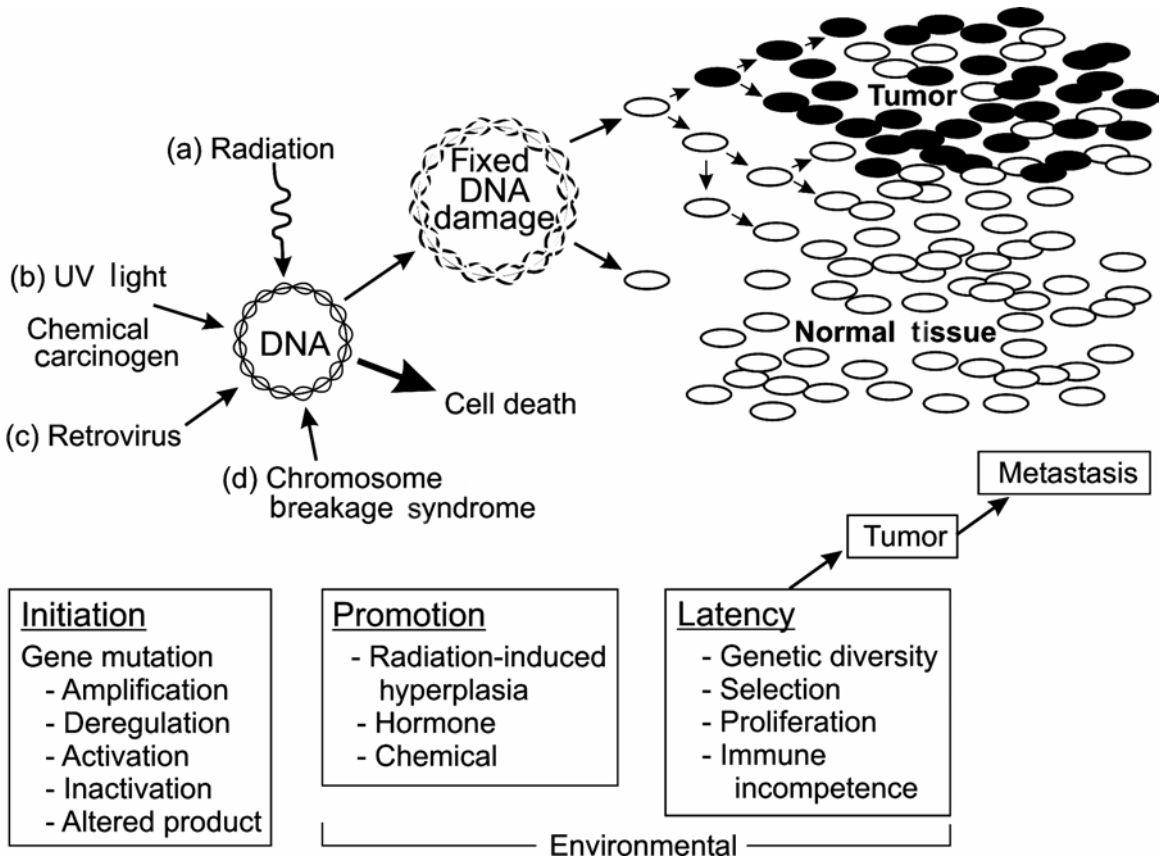 (a) Radiation
(b) UV light
Chemical
carcinogen
(c) Retrovirus
(d) Chromosome
breakage syndrome
DNA
Cell death
Fixed
DNA
damage
Tumor
Normal tissue
Metastasis
Tumor
Initiation
Gene mutation
- Amplification
- Deregulation
- Activation
- Inactivation
- Altered product
Promotion
- Radiation-induced
hyperplasia
- Hormone
- Chemical
Latency
- Genetic diversity
- Selection
- Proliferation
- Immune
incompetence
Environmental